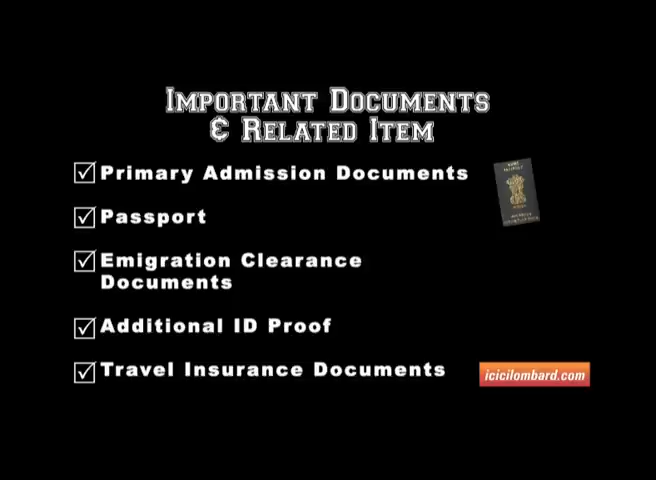 Important Documents
& Related Item
Primary Admission Documents
Passport
Emigration Clearance
Documents
Additional ID Proof
Travel Insurance Documents
icicilombard.com